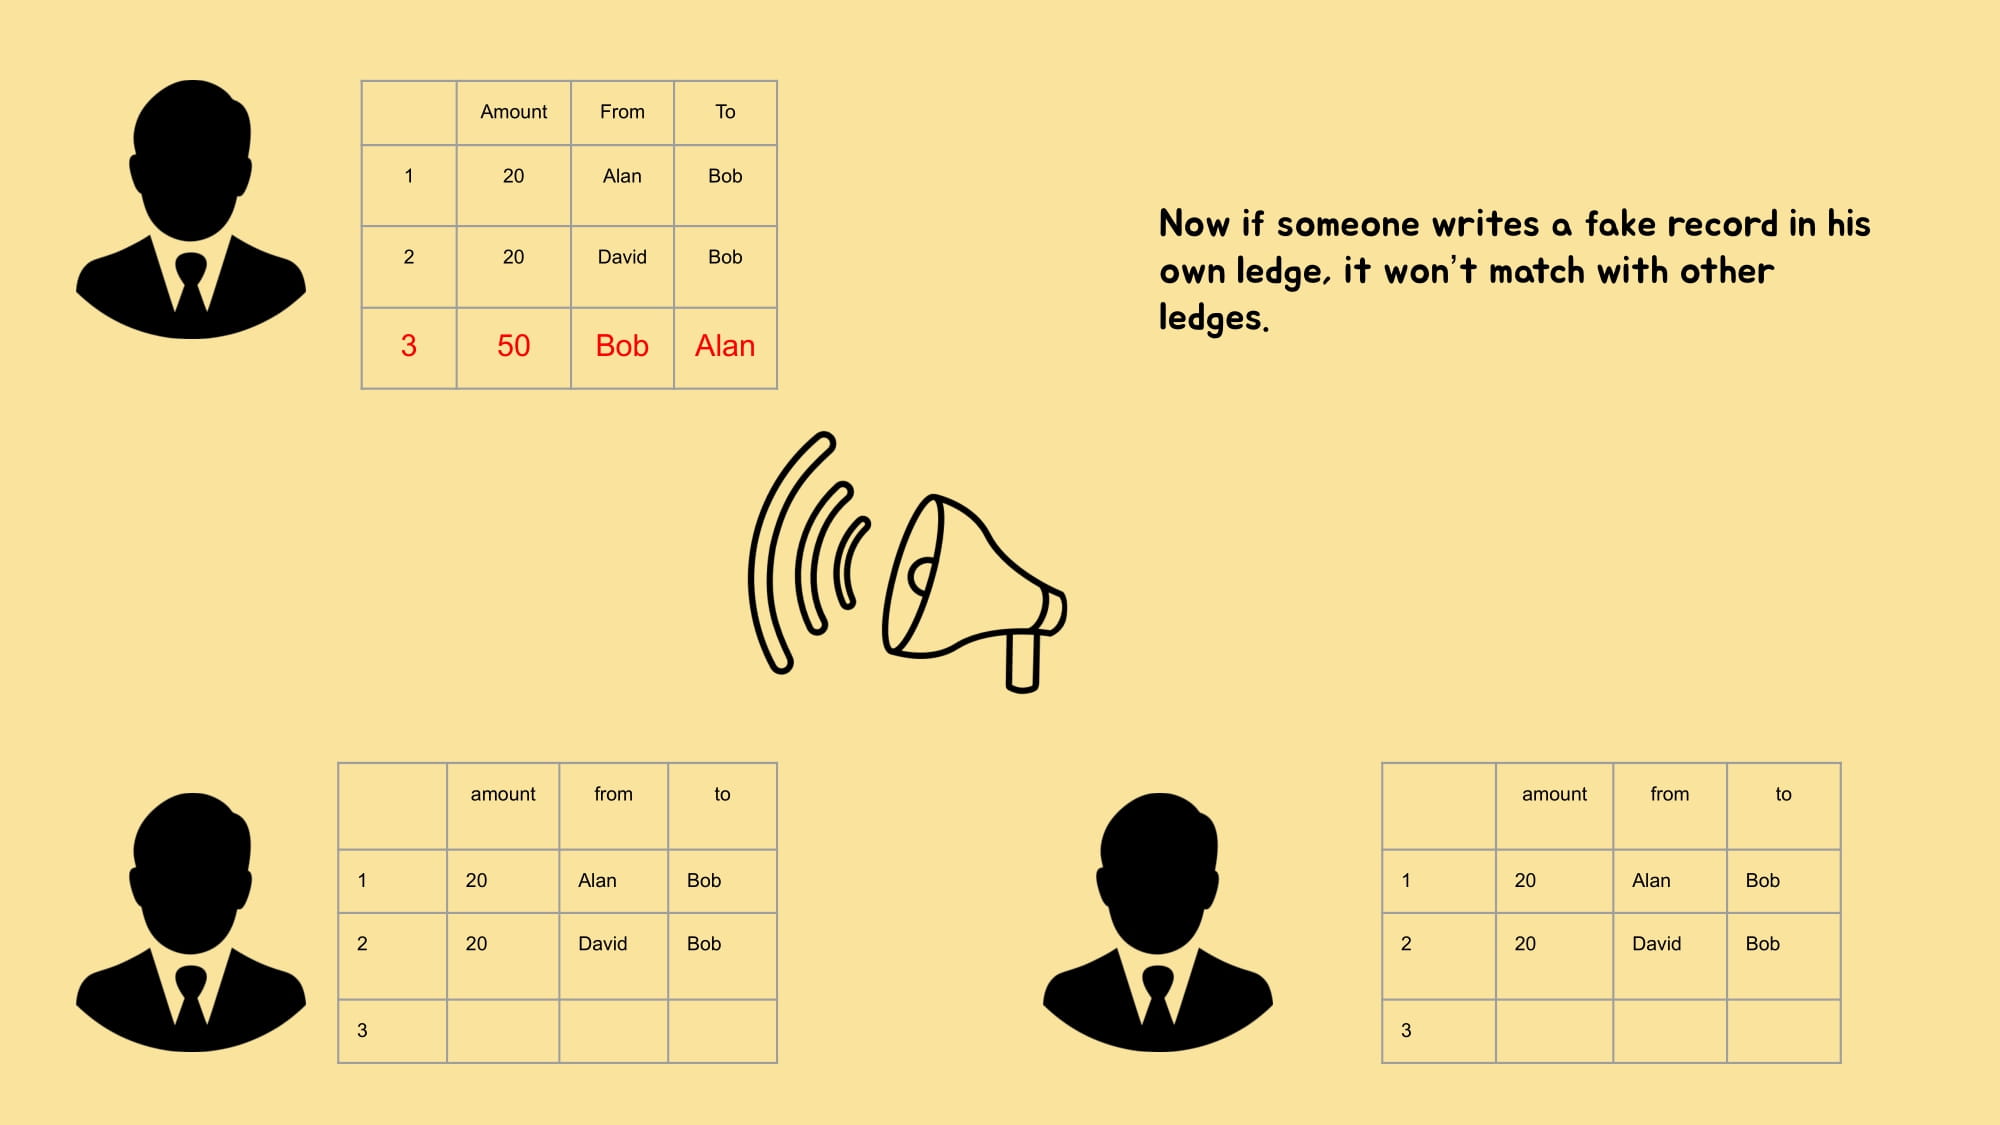 Amount From To
1 20 Alan Bob
2 20 David Bob
3 50 Bob Alan
Now if someone writes a fake record in his
own ledge, it won't match with other
ledges.
amount from to
1 20 Alan Bob
2 20 David Bob
3
amount from to
1 20 Alan Bob
2 20 David Bob
3